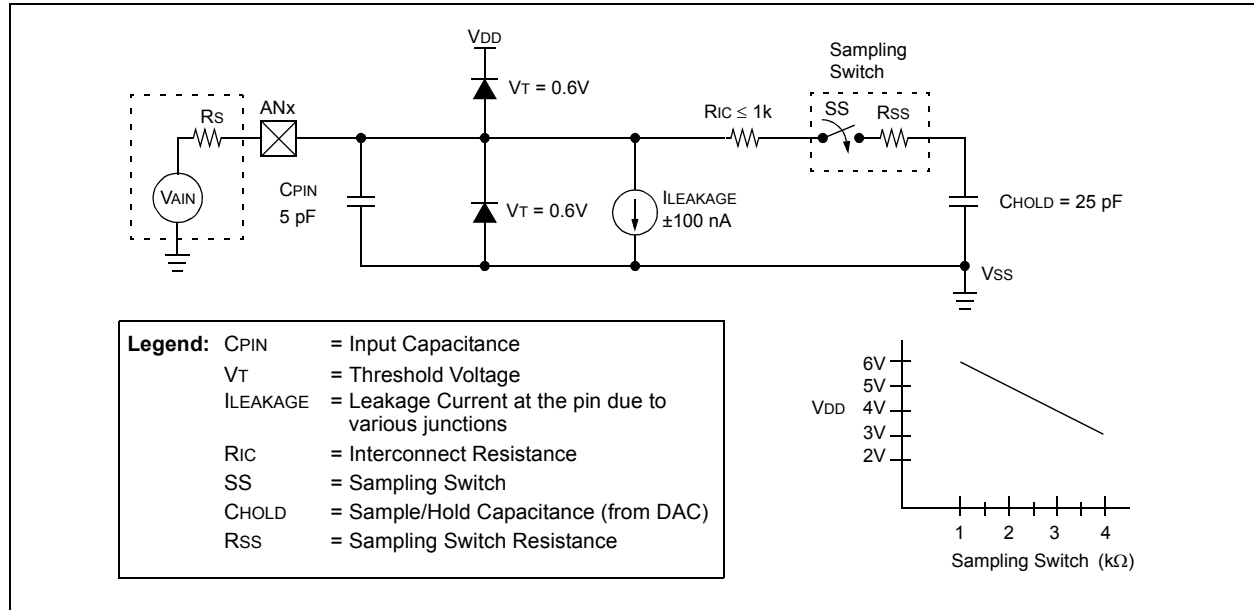 VDD
Sampling
Switch
VT = 0.6V
RS
ANx
RIC ≤ 1k
SS
RSS
VAIN
CPIN
5 pF
VT = 0.6V
ILEAKAGE
±100 nA
CHOLD = 25 pF
VSS
Legend: CPIN = Input Capacitance
VT = Threshold Voltage
ILEAKAGE = Leakage Current at the pin due to
various junctions
RIC = Interconnect Resistance
SS = Sampling Switch
CHOLD = Sample/Hold Capacitance (from DAC)
RSS = Sampling Switch Resistance
6V
5V
VDD 4V
3V
2V
1 2 3 4
Sampling Switch (kΩ)